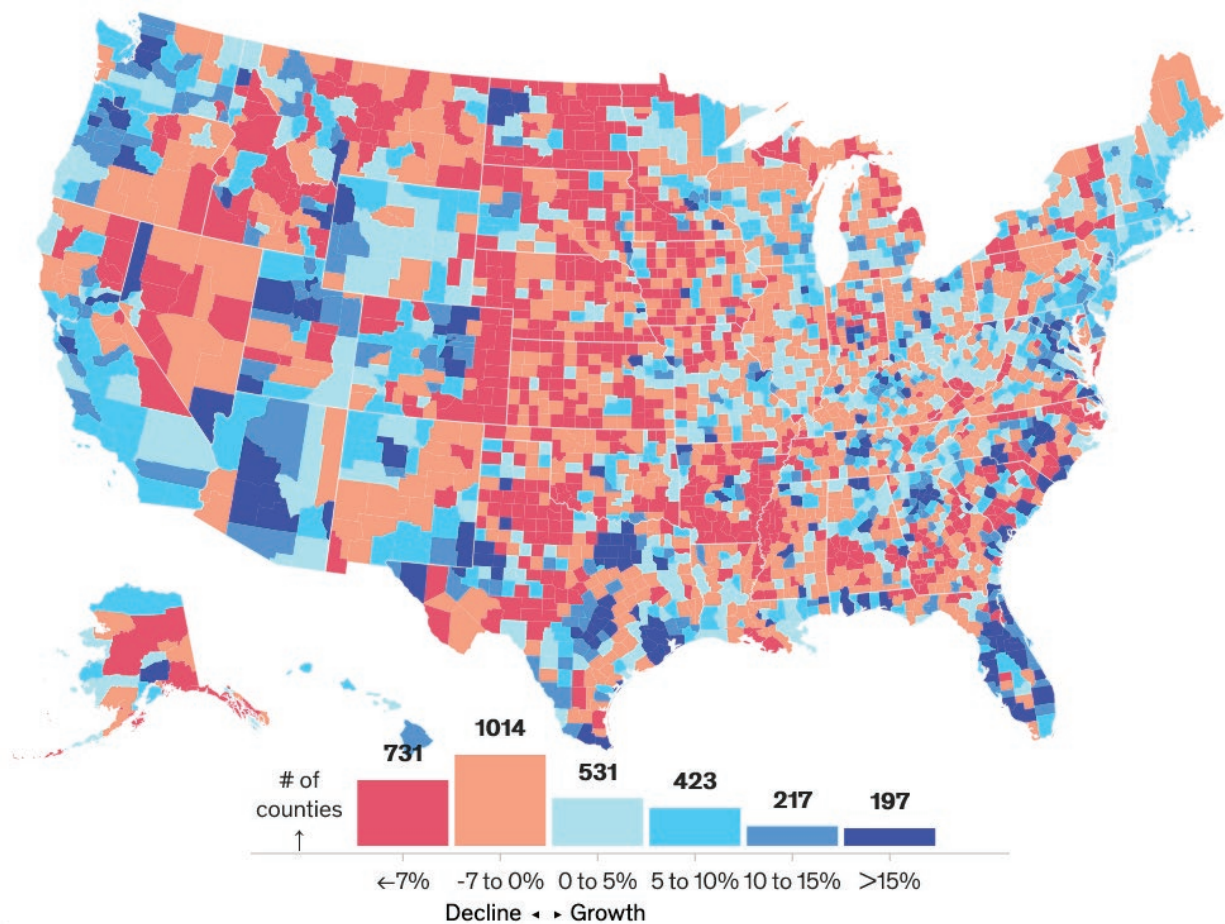 731
1014
531
423
217
197
# of
counties
↑
<-7%
-7 to 0%
0 to 5%
5 to 10%
10 to 15%
>15%
Decline ◂ ▸ Growth